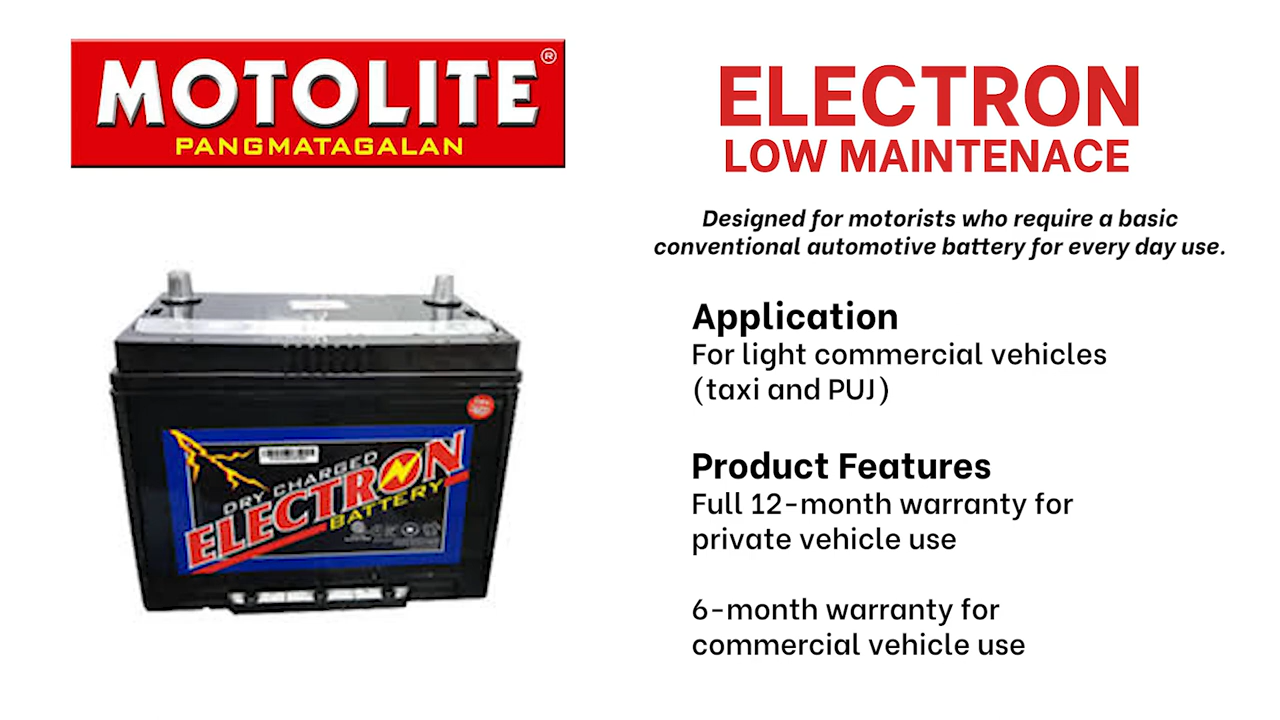 MOTOLITE®
PANGMATAGALAN
ELECTRON
LOW MAINTENACE
Designed for motorists who require a basic
conventional automotive battery for every day use.
Application
For light commercial vehicles
(taxi and PUJ)
Product Features
Full 12-month warranty for
private vehicle use
6-month warranty for
commercial vehicle use
DRY CHARGED
ELECTRON
BATTERY